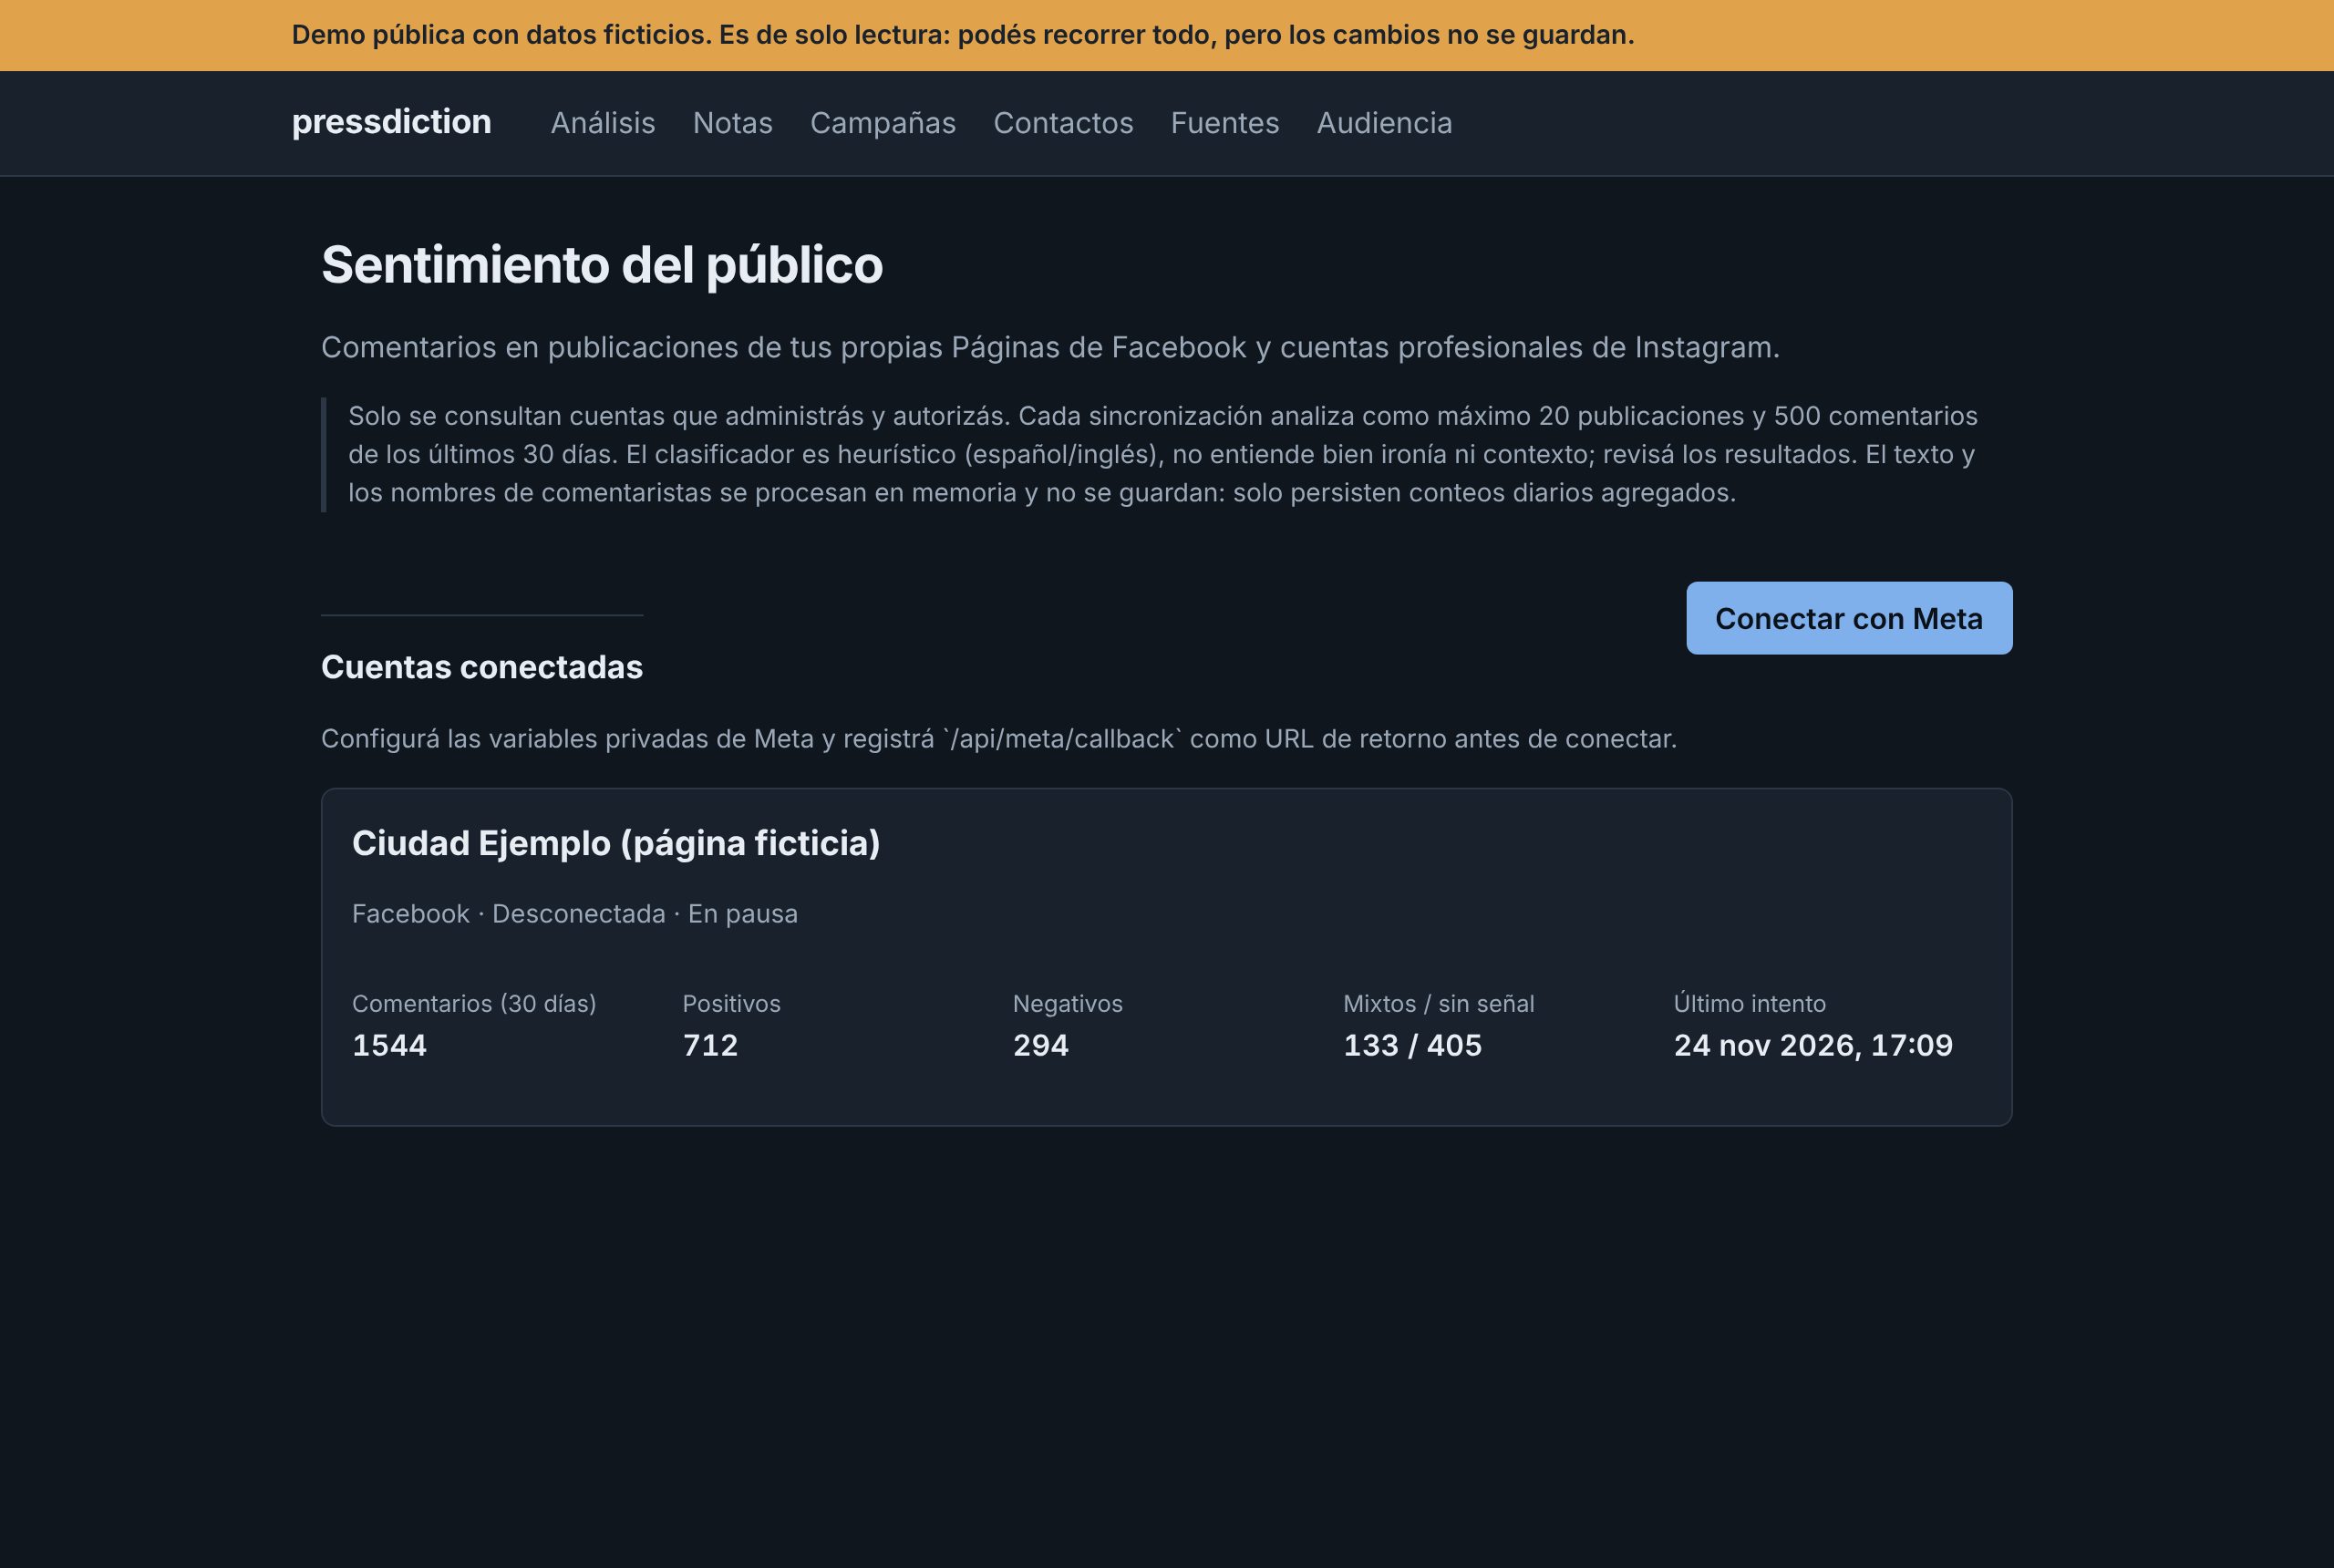 Demo pública con datos ficticios. Es de solo lectura: podés recorrer todo, pero los cambios no se guardan.
pressdiction Análisis Notas Campañas Contactos Fuentes Audiencia
Sentimiento del público
Comentarios en publicaciones de tus propias Páginas de Facebook y cuentas profesionales de Instagram.
Solo se consultan cuentas que administrás y autorizás. Cada sincronización analiza como máximo 20 publicaciones y 500 comentarios
de los últimos 30 días. El clasificador es heurístico (español/inglés), no entiende bien ironía ni contexto; revisá los resultados. El texto y
los nombres de comentaristas se procesan en memoria y no se guardan: solo persisten conteos diarios agregados.
Conectar con Meta
Cuentas conectadas
Configurá las variables privadas de Meta y registrá `/api/meta/callback` como URL de retorno antes de conectar.
Ciudad Ejemplo (página ficticia)
Facebook · Desconectada · En pausa
Comentarios (30 días) Positivos Negativos Mixtos / sin señal Último intento
1544 712 294 133 / 405 24 nov 2026, 17:09